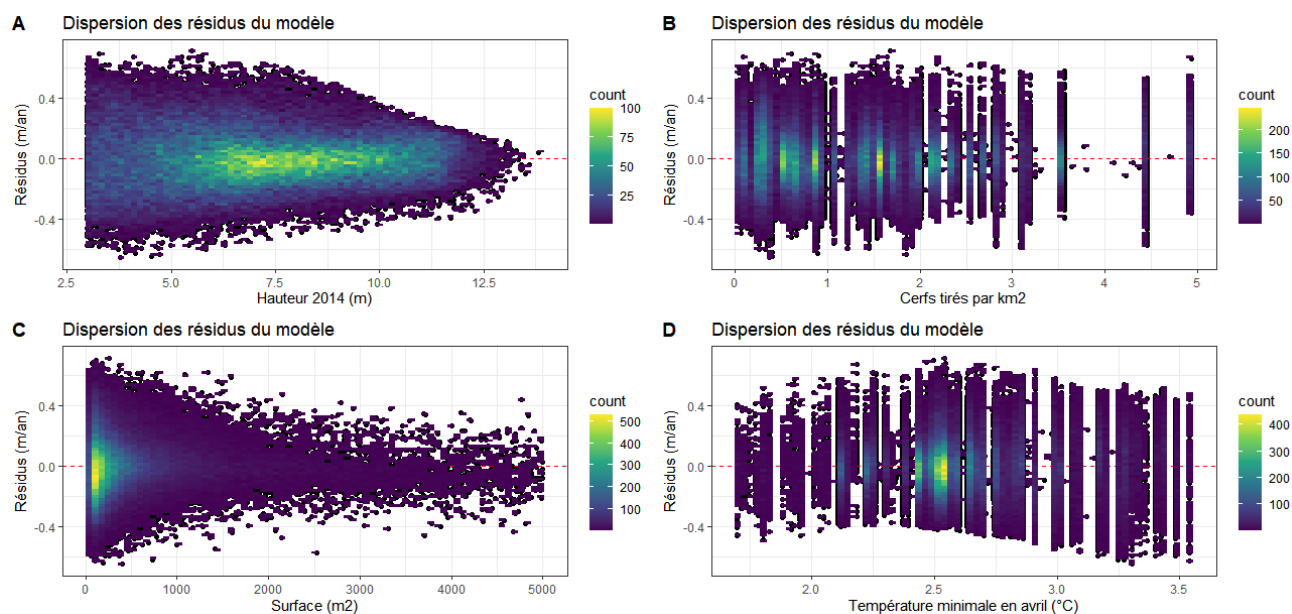 A Dispersion des résidus du modèle
Résidus (m/an)
0.4
0.0
-0.4
2.5 5.0 7.5 10.0 12.5
Hauteur 2014 (m)
count
100
75
50
25
B Dispersion des résidus du modèle
Résidus (m/an)
0.4
0.0
-0.4
0 1 2 3 4 5
Cerfs tirés par km2
count
200
150
100
50
C Dispersion des résidus du modèle
Résidus (m/an)
0.4
0.0
-0.4
0 1000 2000 3000 4000 5000
Surface (m2)
count
500
400
300
200
100
D Dispersion des résidus du modèle
Résidus (m/an)
0.4
0.0
-0.4
2.0 2.5 3.0 3.5
Température minimale en avril (°C)
count
400
300
200
100